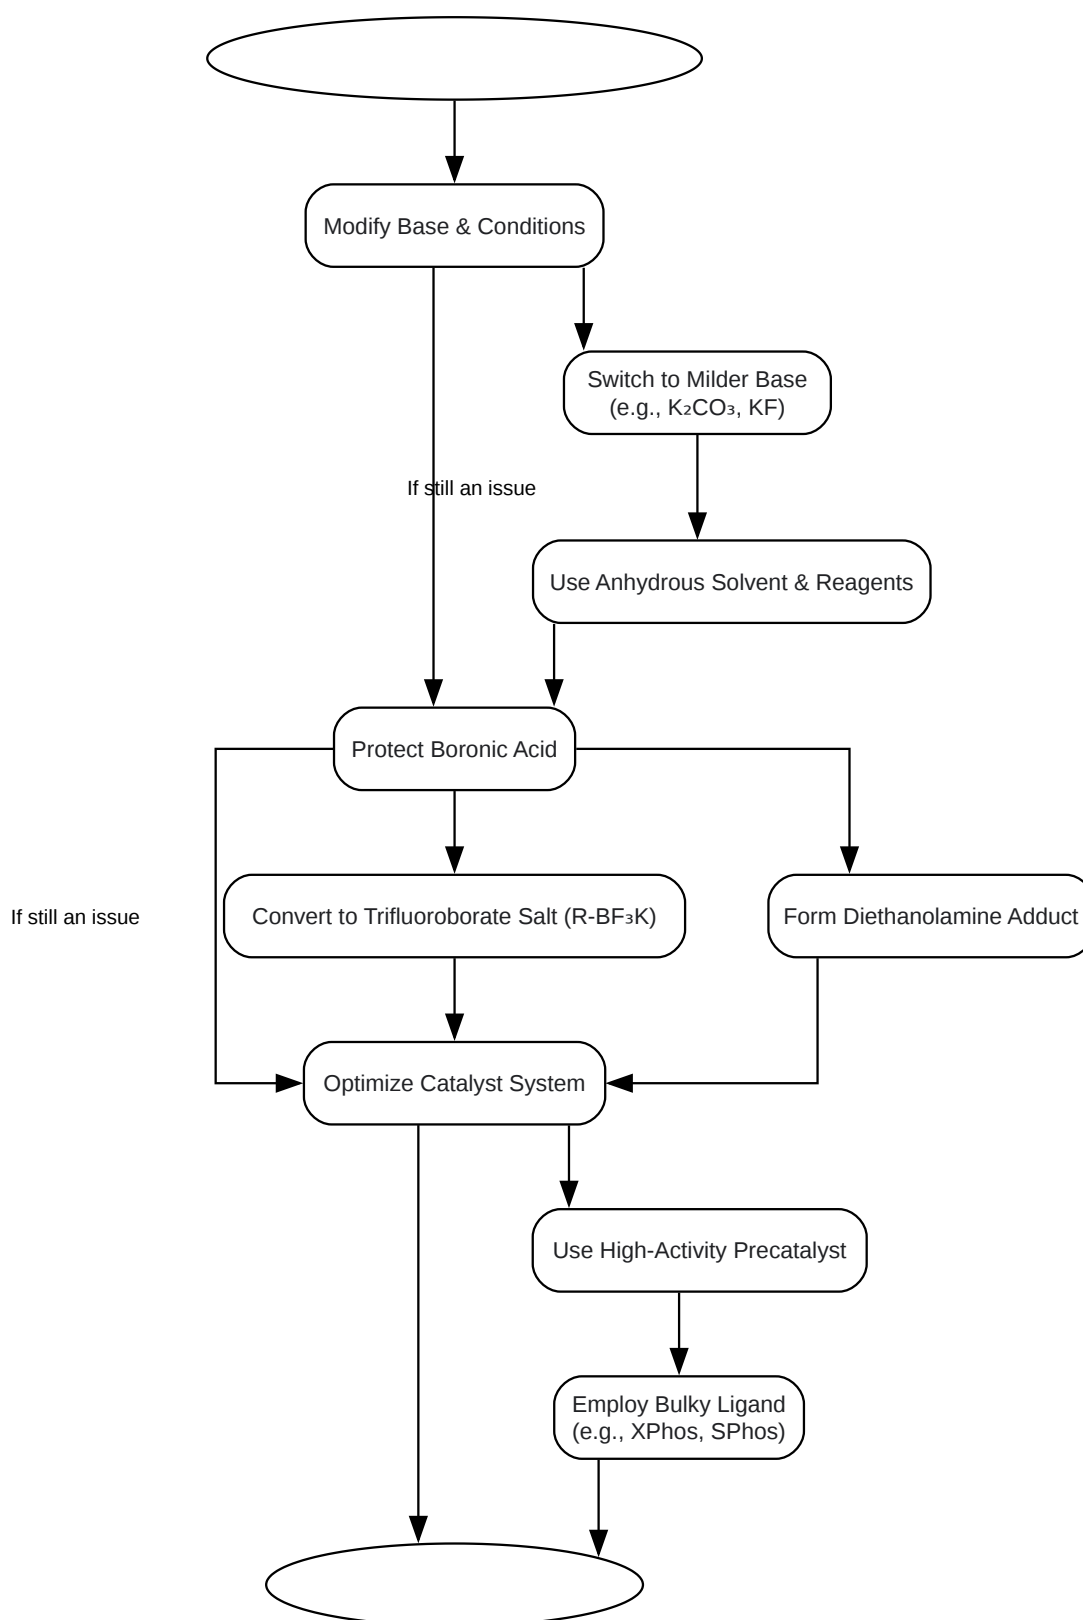 Modify Base & Conditions
Switch to Milder Base
(e.g., K₂CO₃, KF)
If still an issue
Use Anhydrous Solvent & Reagents
Protect Boronic Acid
If still an issue
Convert to Trifluoroborate Salt (R-BF₃K)
Form Diethanolamine Adduct
Optimize Catalyst System
Use High-Activity Precatalyst
Employ Bulky Ligand
(e.g., XPhos, SPhos)